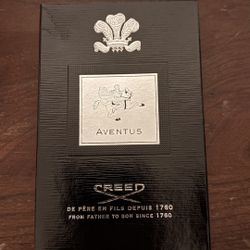 AVENTUS
CREED
DE PÈRE EN FILS DEPUIS 1760
FROM FATHER TO SON SINCE 1760